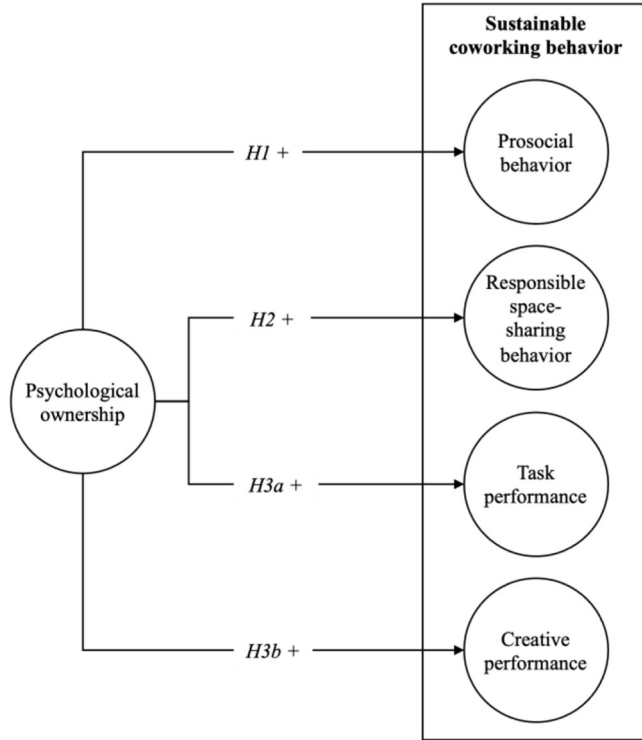 Sustainable
coworking behavior
H1 +
Prosocial
behavior
H2 +
Responsible
space-
sharing
behavior
Psychological
ownership
H3a +
Task
performance
H3b +
Creative
performance